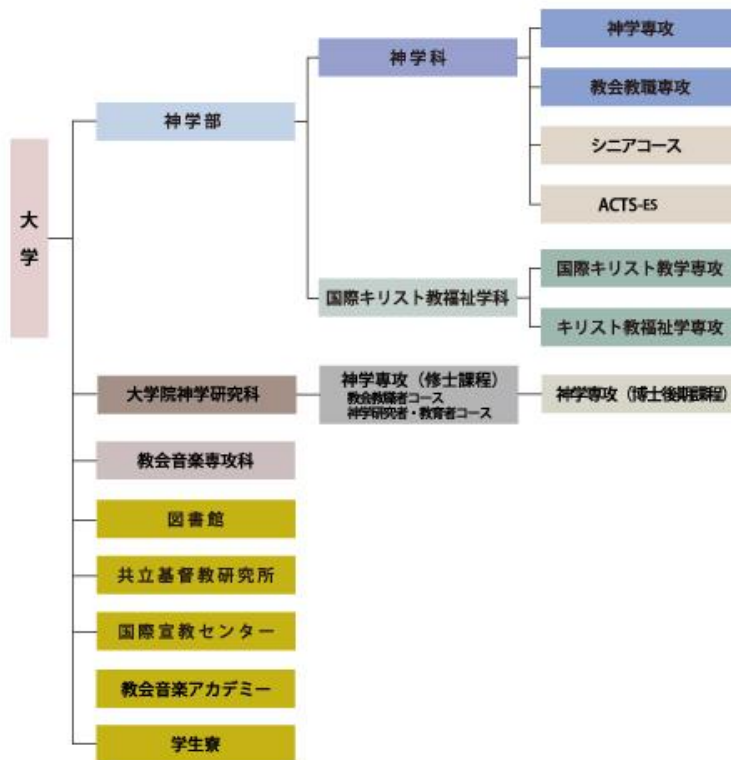 大学
神学部
神学科
神学専攻
教会教職専攻
シニアコース
ACTS-ES
国際キリスト教福祉学科
国際キリスト教学専攻
キリスト教福祉学専攻
大学院神学研究科
神学専攻（修士課程）
教会教職者コース
神学研究者・教育者コース
神学専攻（博士後期課程）
教会音楽専攻科
図書館
共立基督教研究所
国際宣教センター
教会音楽アカデミー
学生寮